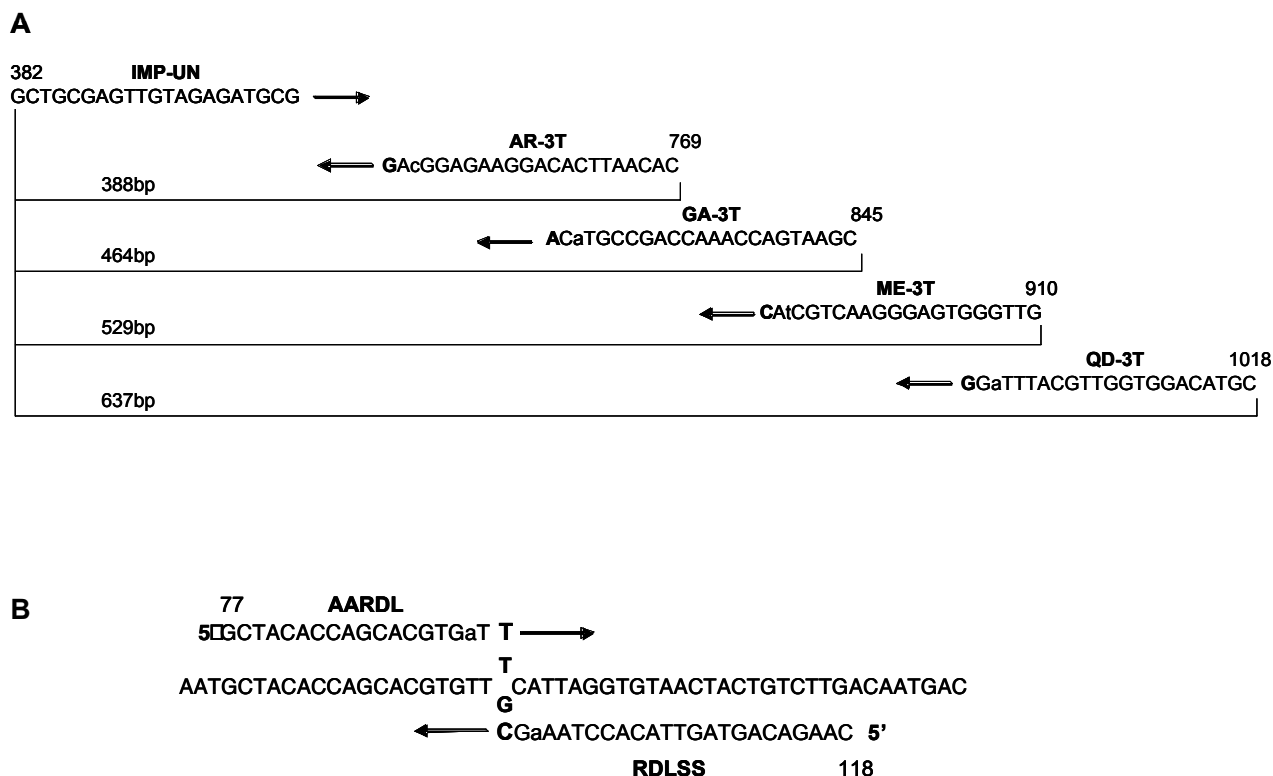 A
382 IMP-UN
GCTGCGAGTTGTAGAGATGCG
AR-3T 769
GAcGGAGAAGGACACTTAACAC
388bp
GA-3T 845
ACaTGCCGACCAAACCAGTAAGC
464bp
ME-3T 910
CAtCGTCAAGGGAGTGGGTTG
529bp
QD-3T 1018
GGaTTTACGTTGGTGGACATGC
637bp
B
77 AARDL
5□GCTACACCAGCACGTGaT T
T
AATGCTACACCAGCACGTGTT CATTAGGTGTAACTACTGTCTTGACAATGAC
G
CGaAATCCACATTGATGACAGAAC 5’
RDLSS 118